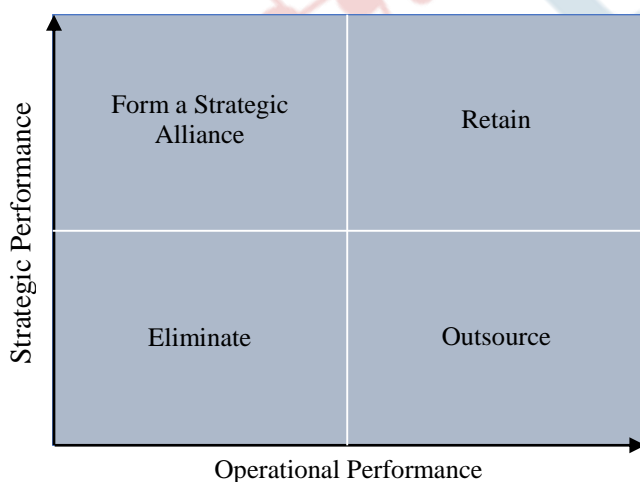 Strategic Performance
Form a Strategic
Alliance
Retain
Eliminate
Outsource
Operational Performance